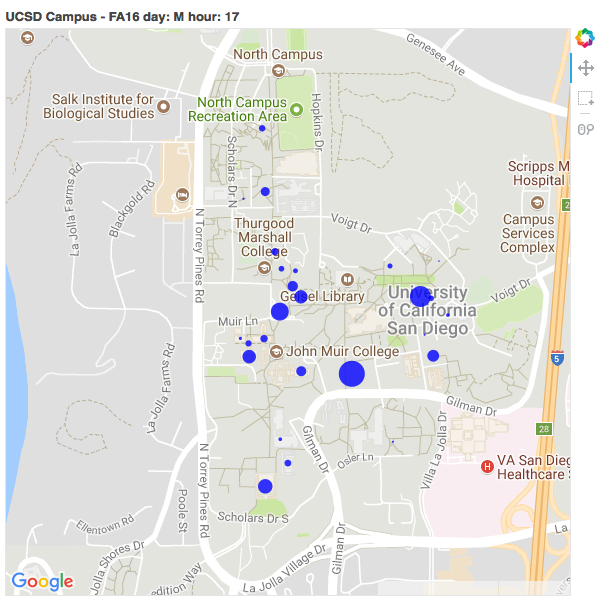 UCSD Campus - FA16 day: M hour: 17
Genesee Ave
North Campus
Salk Institute for
Biological Studies
North Campus
Recreation Area
Hopkins Dr
Scholars Dr N
La Jolla Farms Rd
Blackgold Rd
N Torrey Pines Rd
Scripps M
Hospital
2
Campus
Services
Complex
Voigt Dr
Thurgood
Marshall
College
Geisel Library
University
of California
San Diego
Voigt Dr
Muir Ln
John Muir College
5
La Jolla Farms Rd
Gilman Dr
28
Gilman Dr
Villa La Jolla Dr
N Torrey Pines Rd
Osler Ln
H
VA San Dieg
Healthcare
Poole St
Ellentown Rd
Scholars Dr S
La
La Jolla Shores Dr
Gilman Dr
La Jolla Village Dr
edition Way
Google